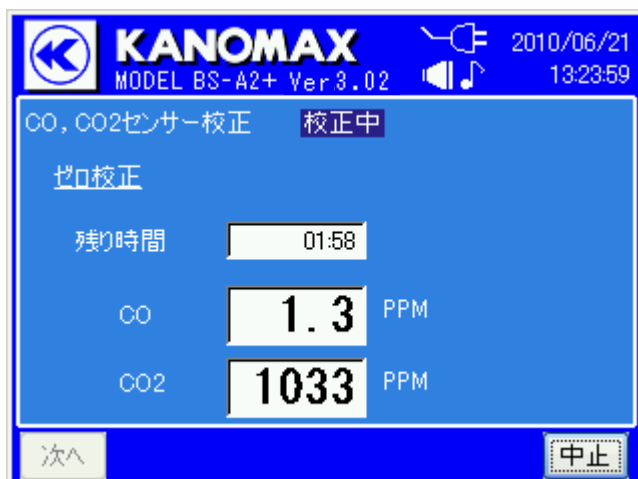 KANOMAX
MODEL BS-A2+ Ver3.02
2010/06/21
13:23:59
CO,CO2センサー校正 校正中
ゼロ校正
残り時間 01:58
CO 1.3 PPM
CO2 1033 PPM
次へ 中止